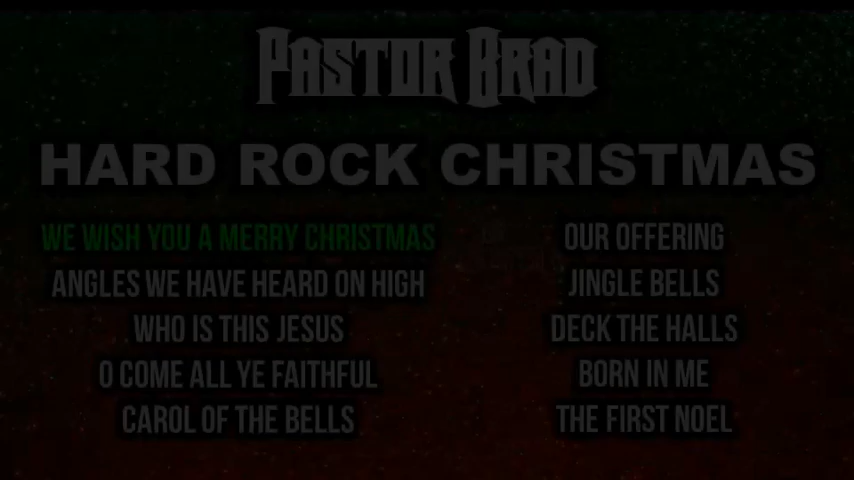 PASTOR BRAD
HARD ROCK CHRISTMAS
WE WISH YOU A MERRY CHRISTMAS
ANGLES WE HAVE HEARD ON HIGH
WHO IS THIS JESUS
O COME ALL YE FAITHFUL
CAROL OF THE BELLS
OUR OFFERING
JINGLE BELLS
DECK THE HALLS
BORN IN ME
THE FIRST NOEL